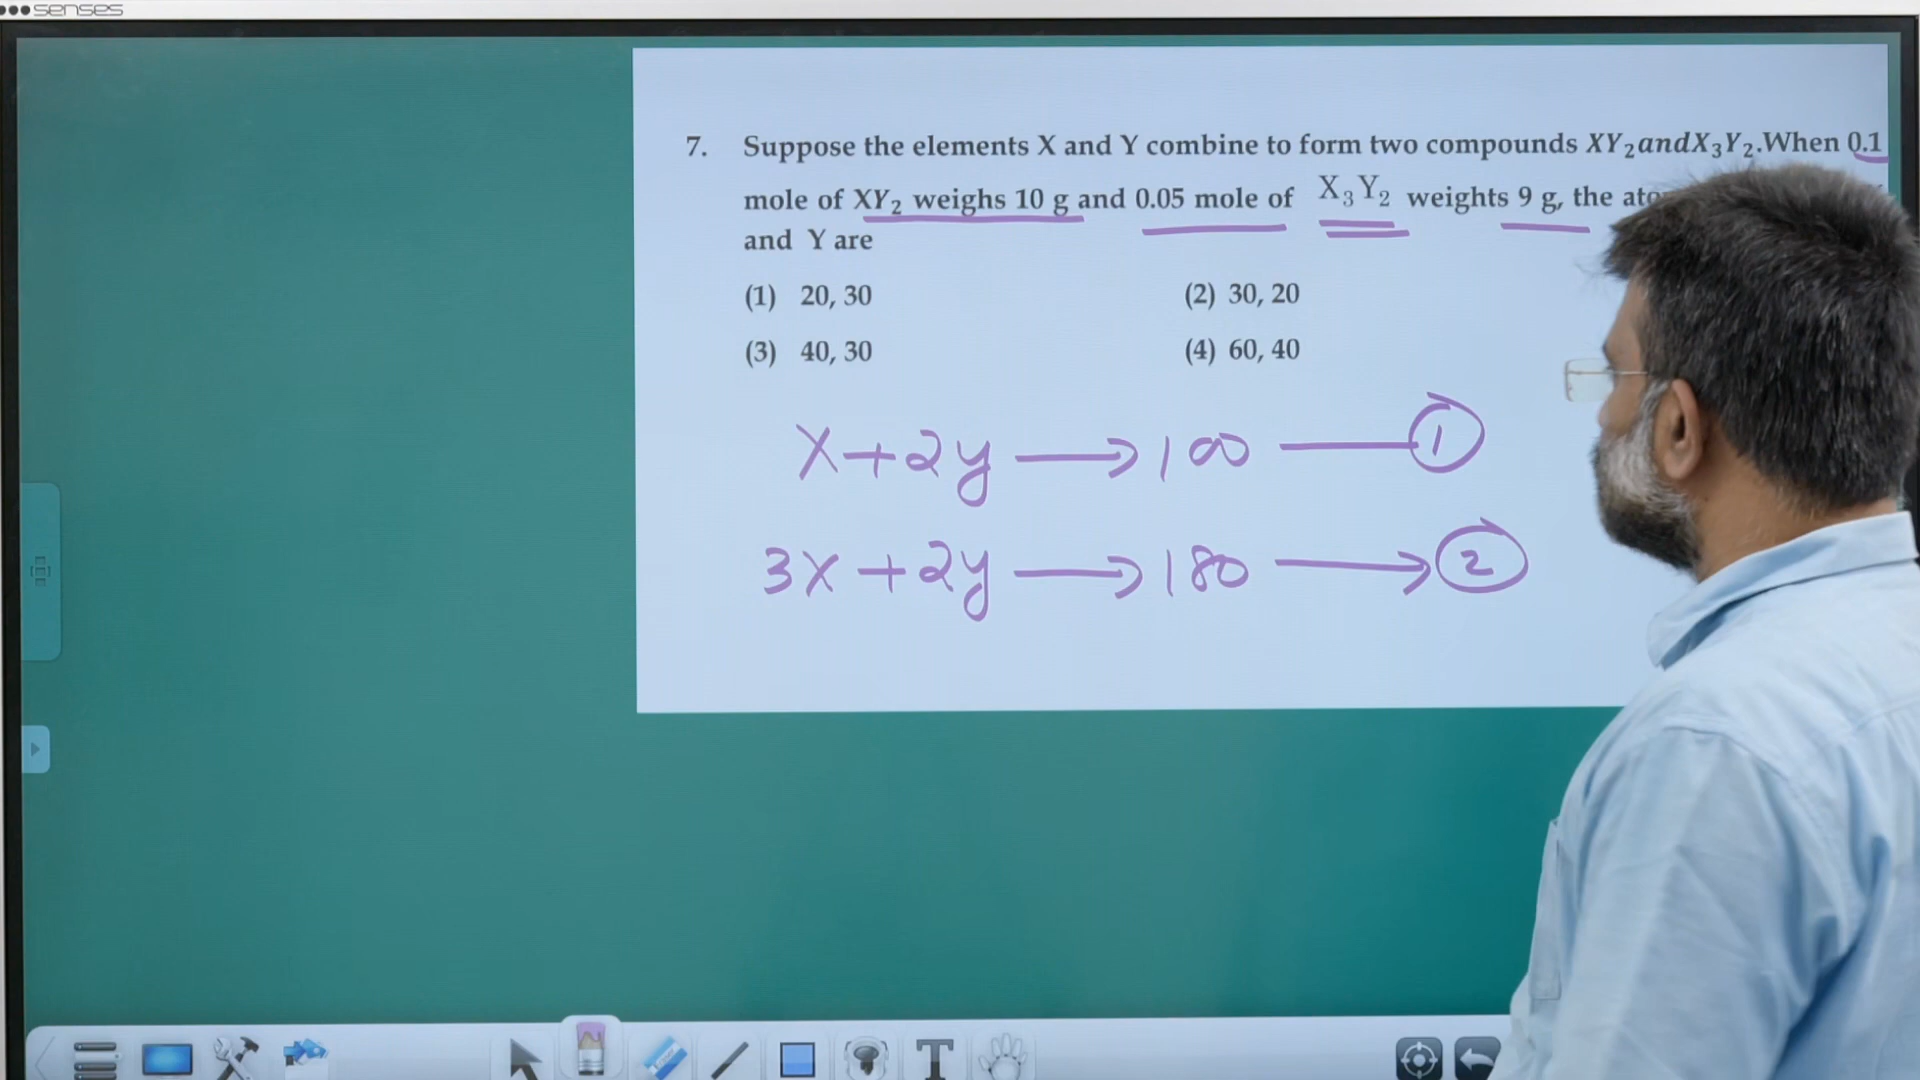 senses
7. Suppose the elements X and Y combine to form two compounds XY₂andX₃Y₂.When 0.1
mole of XY₂ weighs 10 g and 0.05 mole of X₃Y₂ weights 9 g, the
and Y are
(1) 20, 30 (2) 30, 20
(3) 40, 30 (4) 60, 40
x+2y → 100 — ①
3x+2y → 180 → ②
T